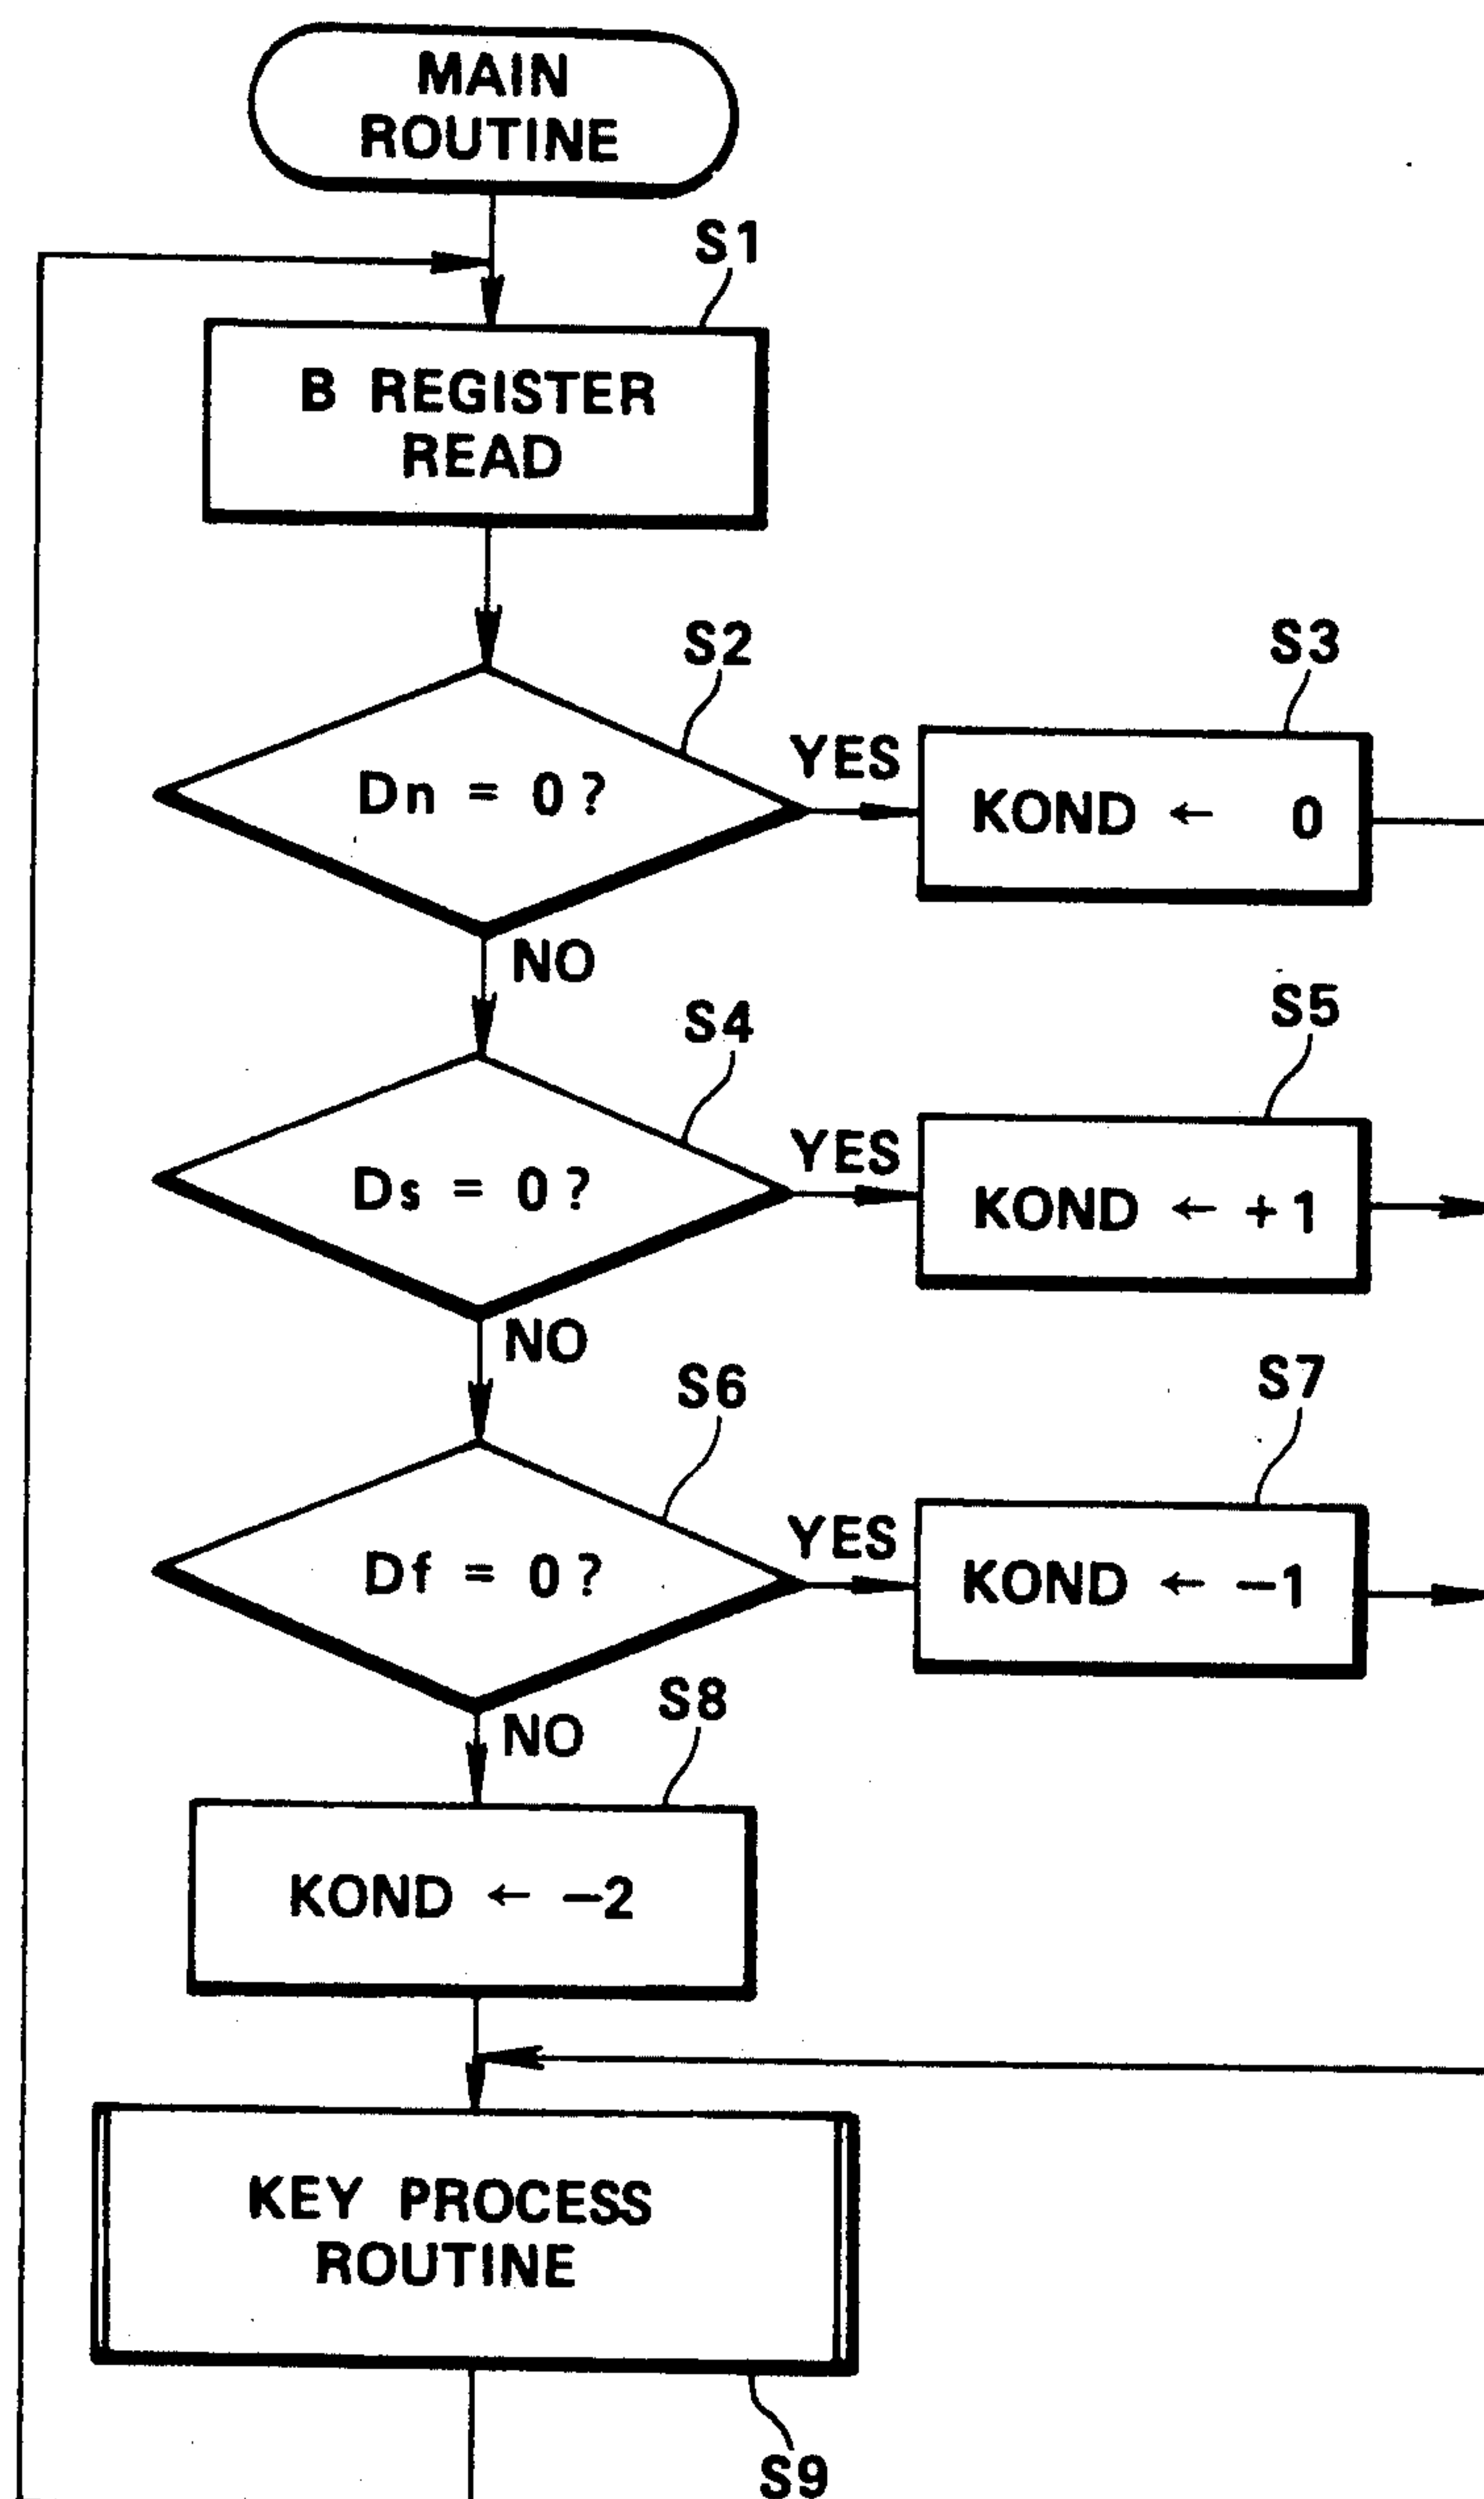 MAIN
ROUTINE
S1
B REGISTER
READ
S2
Dn = 0?
YES
S3
KOND ← 0
NO
S4
Ds = 0?
YES
S5
KOND ← +1
NO
S6
Df = 0?
YES
S7
KOND ← −1
NO
S8
KOND ← −2
KEY PROCESS
ROUTINE
S9